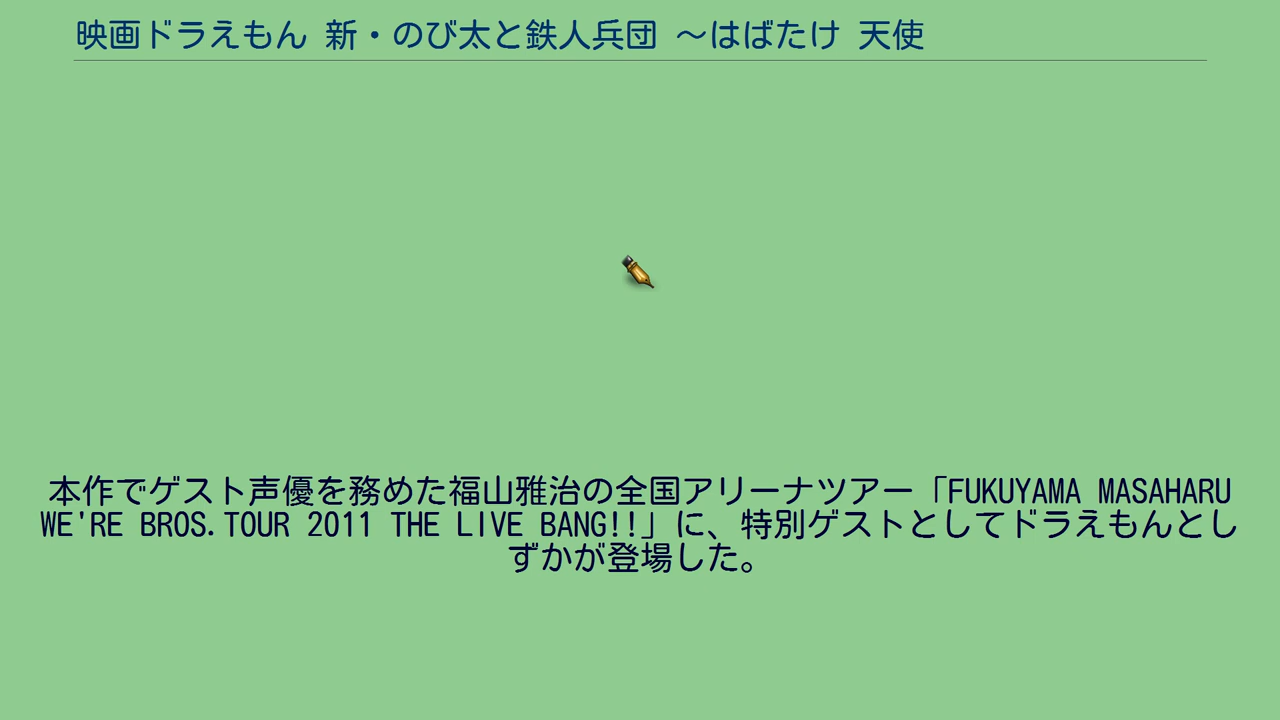 映画ドラえもん 新・のび太と鉄人兵団 〜はばたけ 天使
本作でゲスト声優を務めた福山雅治の全国アリーナツアー「FUKUYAMA MASAHARU
WE'RE BROS.TOUR 2011 THE LIVE BANG!!」に、特別ゲストとしてドラえもんとし
ずかが登場した。